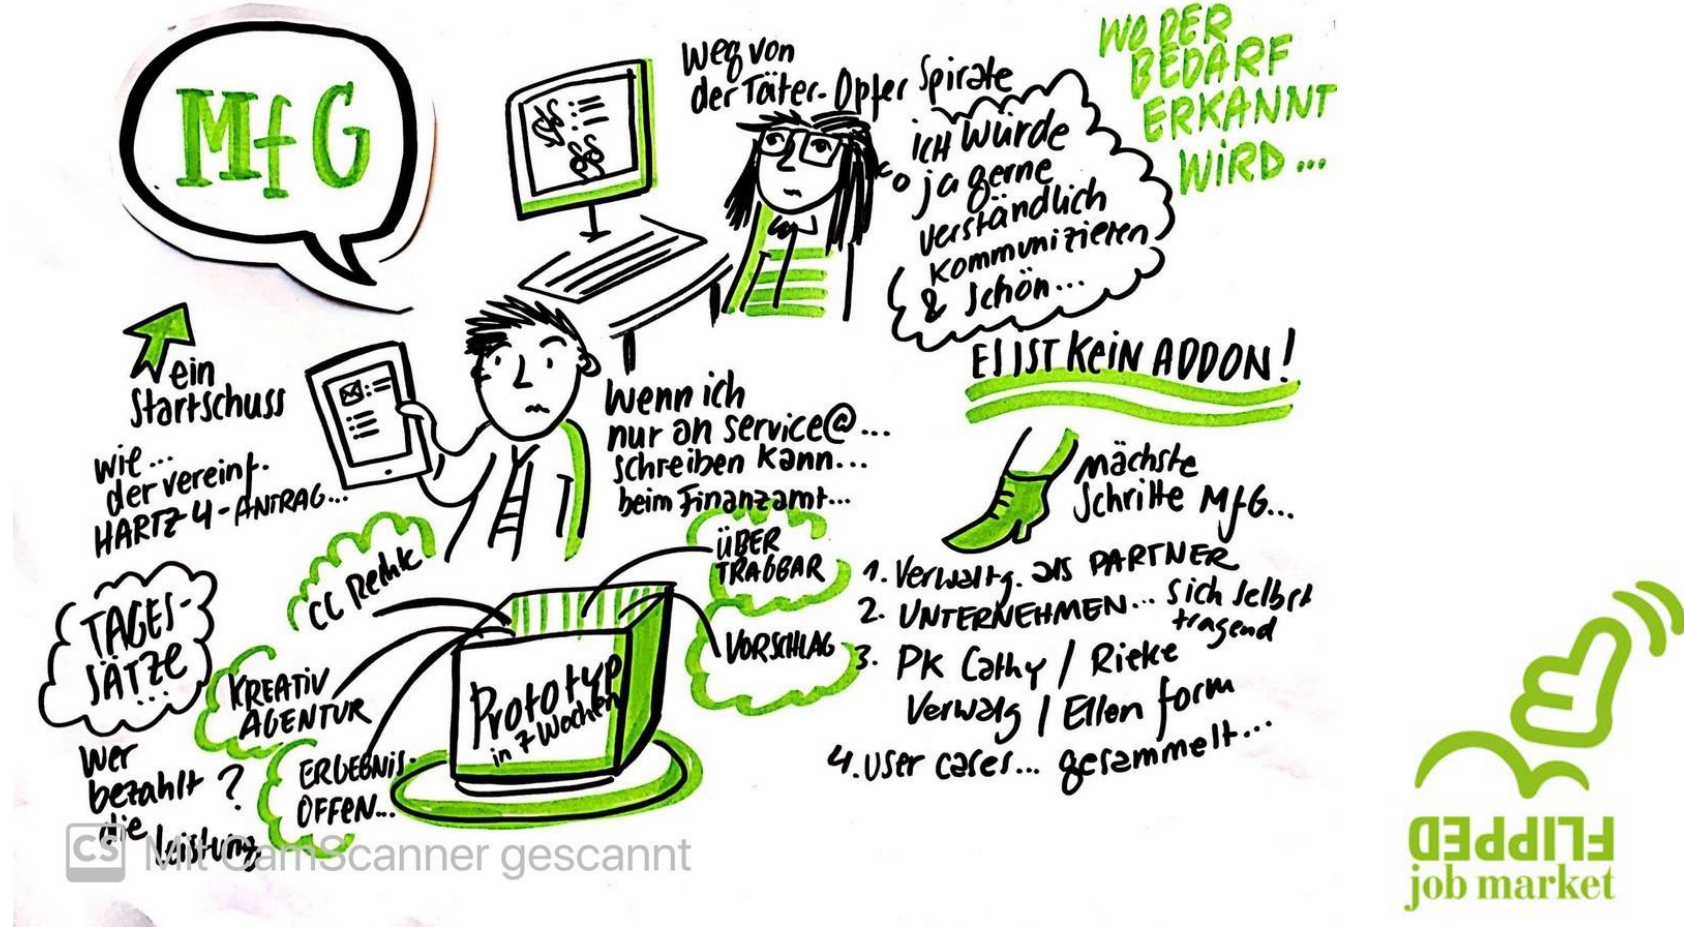 MfG
Weg von
der Täter-Opfer Spirale
WO DER
BEDARF
ERKANNT
WIRD...
ICH Würde
ja gerne
verständlich
kommunizieren
& schön...
ES IST KEIN ADDON!
ein
Startschuss
wie...
der vereinf.
HARTZ 4-ANTRAG...
Wenn ich
nur an service@...
schreiben kann...
beim Finanzamt...
nächste
Schritte MfG...
1. Verwaltg. als PARTNER
2. UNTERNEHMEN... sich selbst
tragend
3. PK Cathy / Rieke
Verwalg / Ellen form
4. User cases... gesammelt...
CC Rechte
ÜBER
TRAGBAR
VORSCHLAG
TAGES-
SÄTZE
KREATIV
AGENTUR
Prototyp
in 7 Wochen
ERGEBNIS-
OFFEN...
Wer
bezahlt ?
die
leistung
CS Mit CamScanner gescannt
FLIPPED
job market